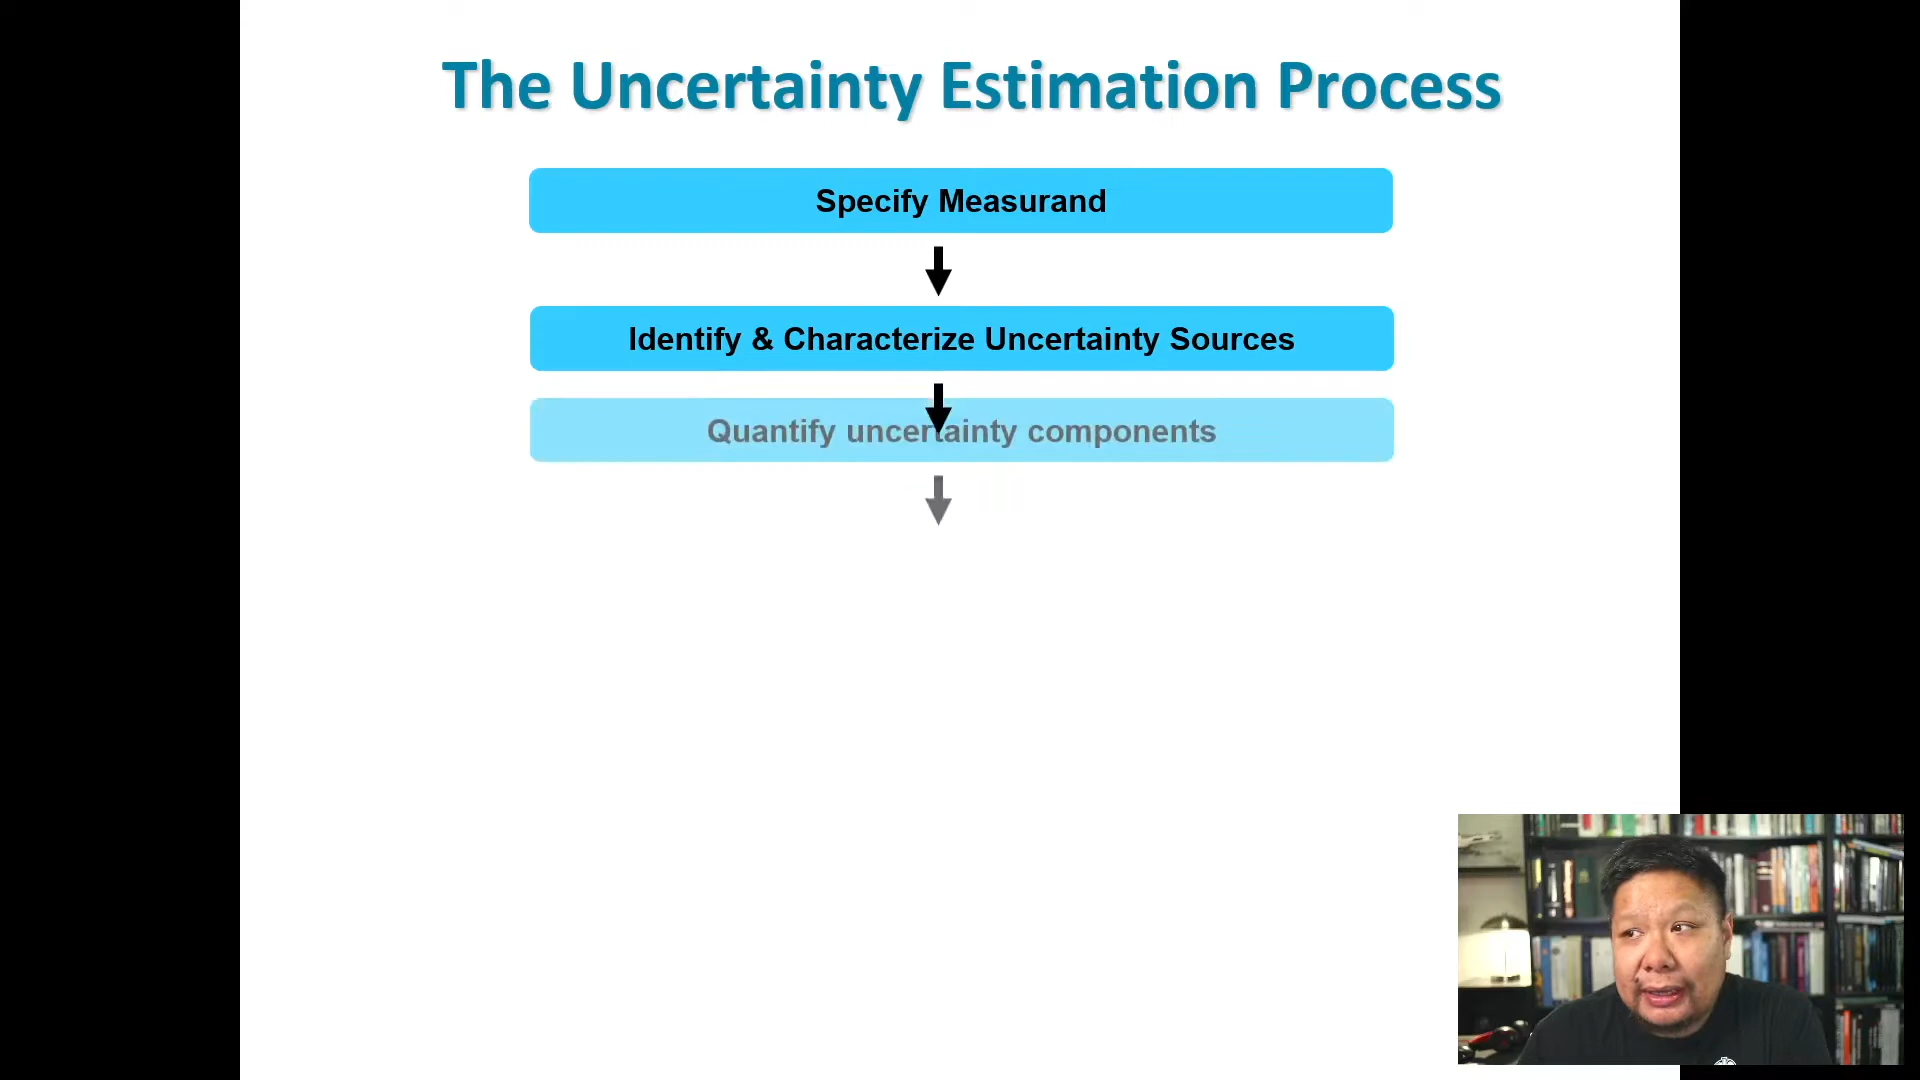 The Uncertainty Estimation Process
Specify Measurand
Identify & Characterize Uncertainty Sources
Quantify uncertainty components